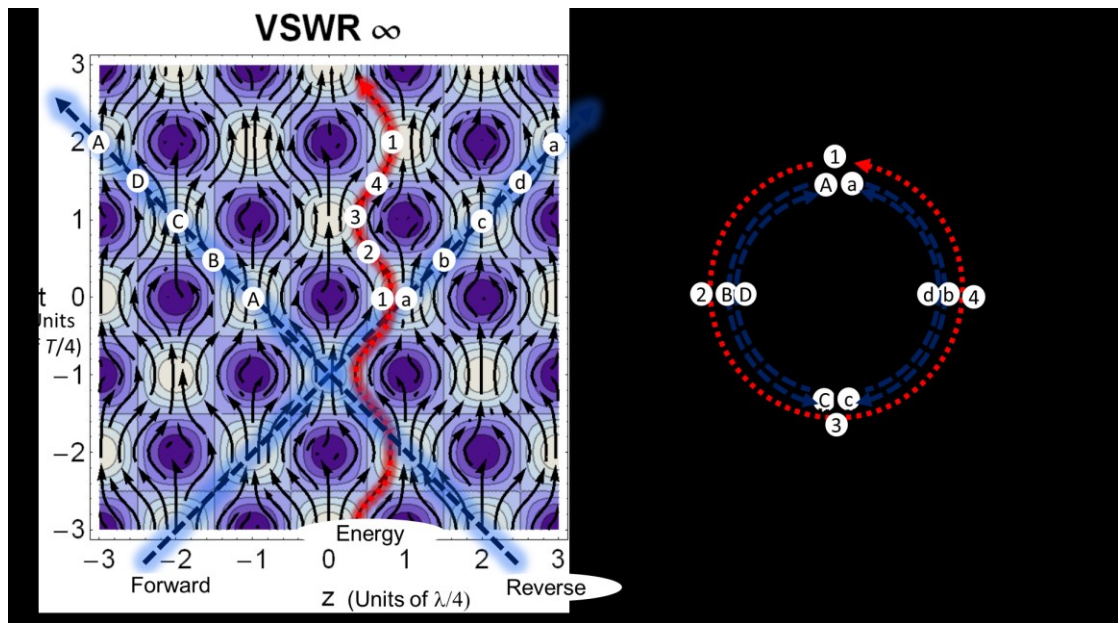 VSWR ∞
3
A 2 1 a
D 4 d
C 1 3 c
B 2 b
t 0 A 1 a
Units
T/4)
−1
−2
−3
Energy
−3 −2 −1 0 1 2 3
Forward Reverse
z (Units of λ/4)
1
A a
2 B D d b 4
C c
3